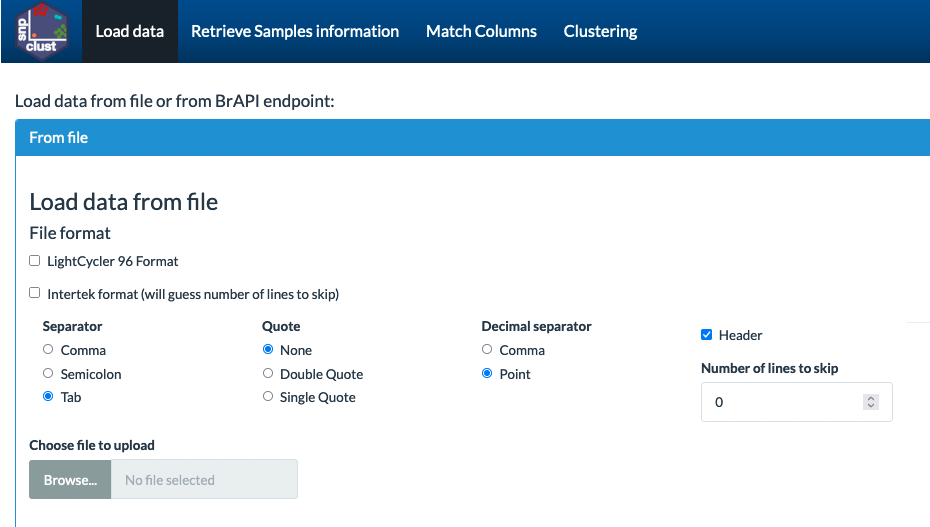 snp
clust
Load data Retrieve Samples information Match Columns Clustering
Load data from file or from BrAPI endpoint:
From file
Load data from file
File format
LightCycler 96 Format
Intertek format (will guess number of lines to skip)
Separator Quote Decimal separator Header
Comma None Comma
Number of lines to skip
Semicolon Double Quote Point
Tab Single Quote
0
Choose file to upload
Browse... No file selected